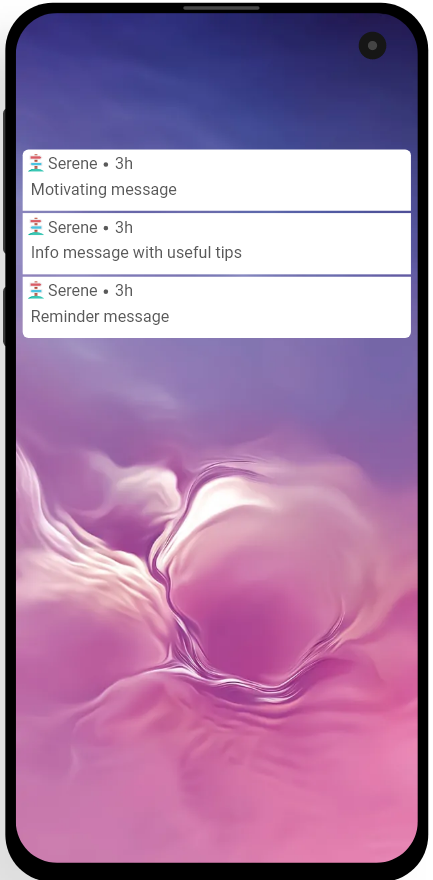 Serene • 3h
Motivating message
Serene • 3h
Info message with useful tips
Serene • 3h
Reminder message